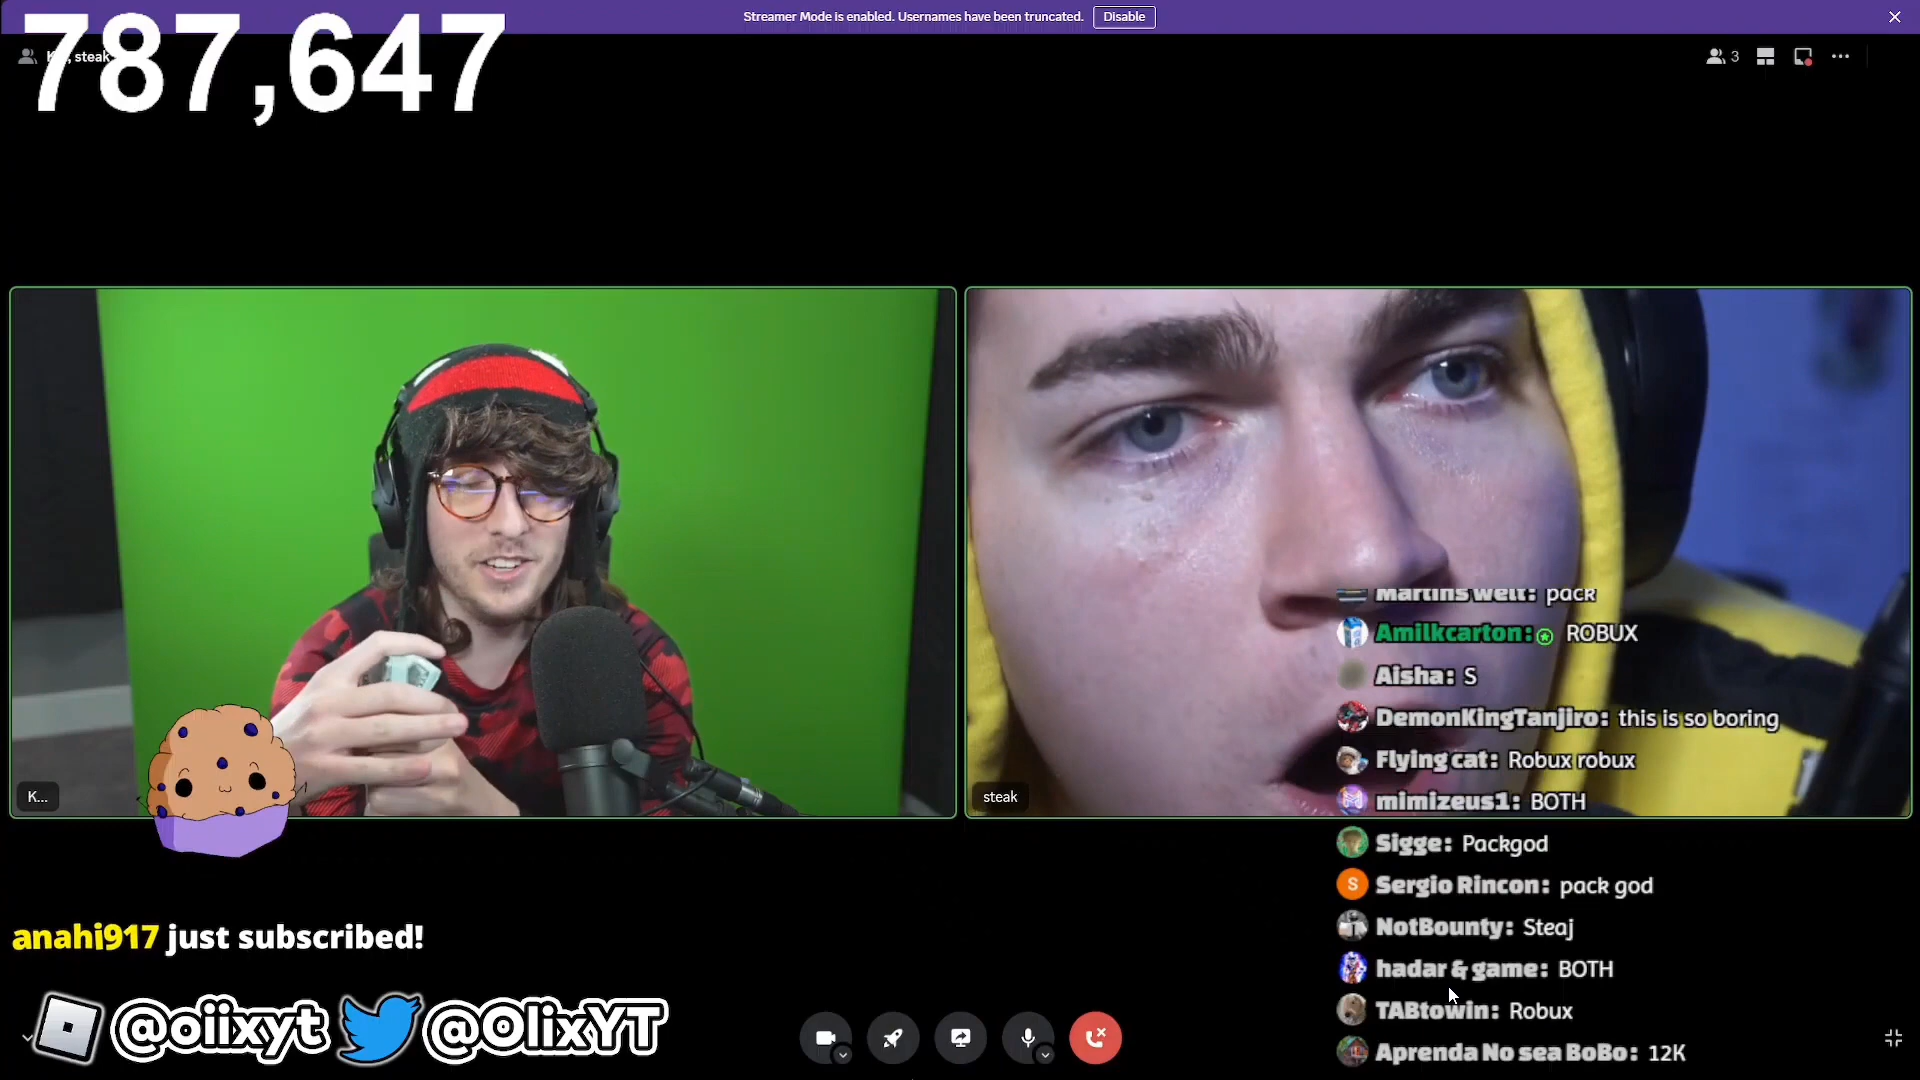 Streamer Mode is enabled. Usernames have been truncated. Disable
787,647
steak
3
K...
steak
Martins Welt: pack
Amilkcarton: ROBUX
Aisha: S
DemonKingTanjiro: this is so boring
Flying cat: Robux robux
mimizeus1: BOTH
Sigge: Packgod
S Sergio Rincon: pack god
NotBounty: Steaj
hadar & game: BOTH
TABtowin: Robux
Aprenda No sea BoBo: 12K
anahi917 just subscribed!
@oiixyt @OlixYT